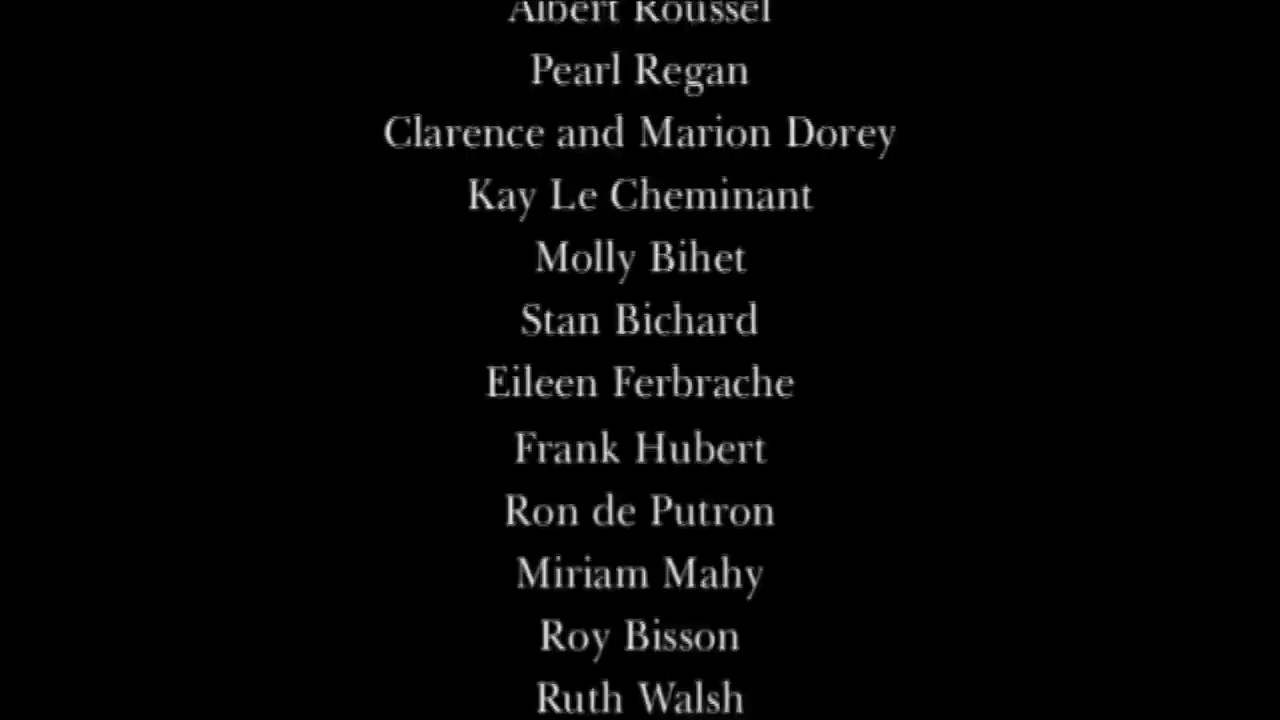 Albert Roussel
Pearl Regan
Clarence and Marion Dorey
Kay Le Cheminant
Molly Bihet
Stan Bichard
Eileen Ferbrache
Frank Hubert
Ron de Putron
Miriam Mahy
Roy Bisson
Ruth Walsh